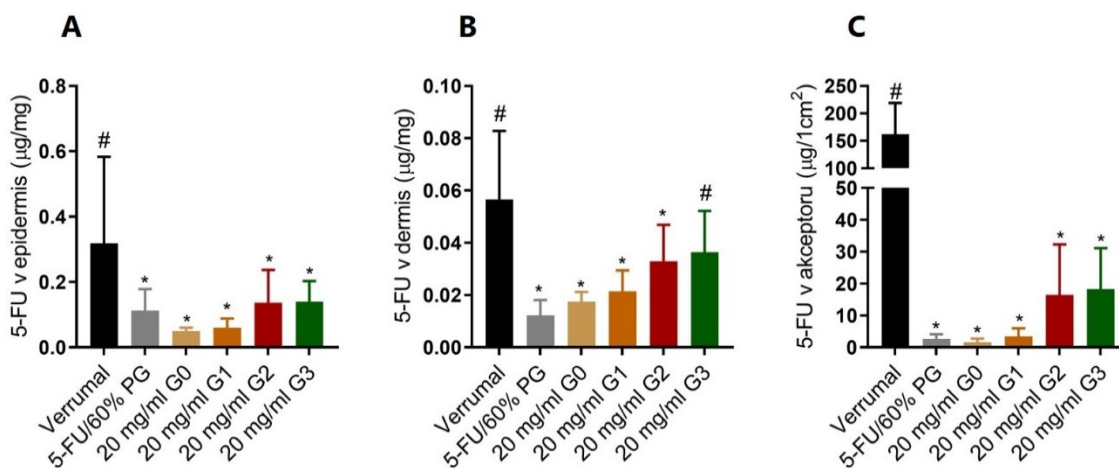 A
5-FU v epidermis (µg/mg)
0.8
0.6
0.4
0.2
0.0
#
*
*
*
*
*
Verrumal
5-FU/60% PG
20 mg/ml G0
20 mg/ml G1
20 mg/ml G2
20 mg/ml G3
B
5-FU v dermis (µg/mg)
0.10
0.08
0.06
0.04
0.02
0.00
#
*
*
*
*
#
Verrumal
5-FU/60% PG
20 mg/ml G0
20 mg/ml G1
20 mg/ml G2
20 mg/ml G3
C
5-FU v akceptoru (µg/1cm²)
250
200
150
100
50
40
30
20
10
0
#
*
*
*
*
*
Verrumal
5-FU/60% PG
20 mg/ml G0
20 mg/ml G1
20 mg/ml G2
20 mg/ml G3